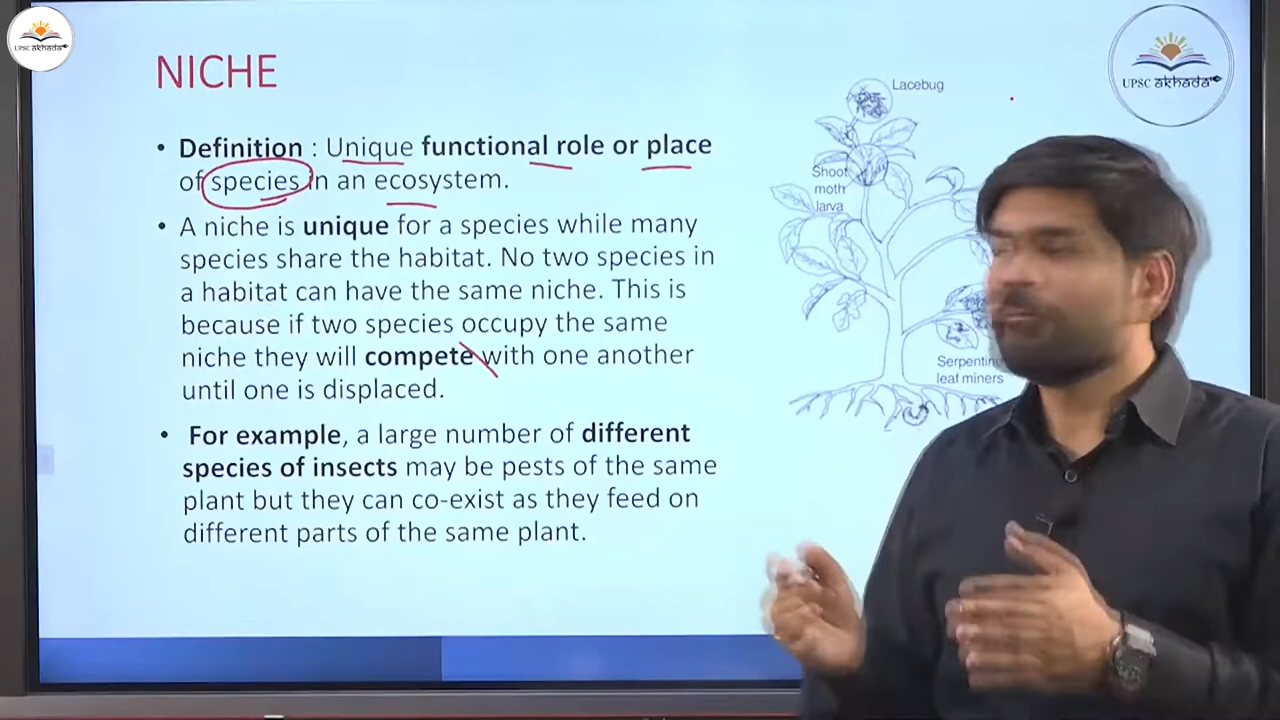 UPSC akhada
UPSC akhada
NICHE
• Definition : Unique functional role or place
of species in an ecosystem.
• A niche is unique for a species while many
species share the habitat. No two species in
a habitat can have the same niche. This is
because if two species occupy the same
niche they will compete with one another
until one is displaced.
• For example, a large number of different
species of insects may be pests of the same
plant but they can co-exist as they feed on
different parts of the same plant.
Lacebug
Shoot
moth
larva
leaf miners